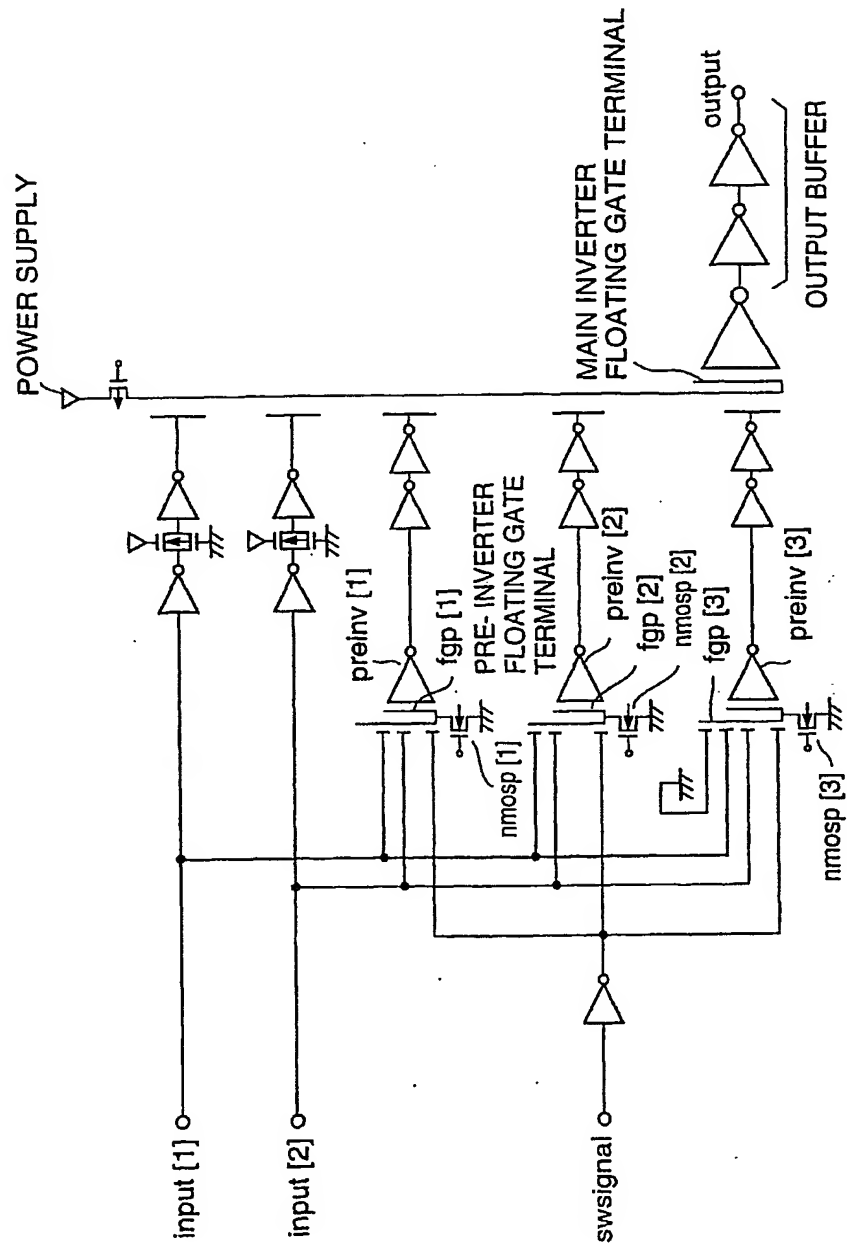 POWER SUPPLY
MAIN INVERTER
FLOATING GATE TERMINAL
output
OUTPUT BUFFER
input [1]
input [2]
swsignal
preinv [1]
fgp [1]
nmosp [1]
PRE- INVERTER
FLOATING GATE
TERMINAL
preinv [2]
fgp [2]
nmosp [2]
fgp [3]
preinv [3]
nmosp [3]